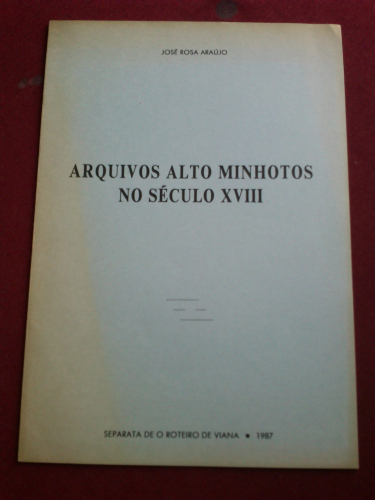 JOSÉ ROSA ARAÚJO
ARQUIVOS ALTO MINHOTOS
NO SÉCULO XVIII
SEPARATA DE O ROTEIRO DE VIANA • 1987